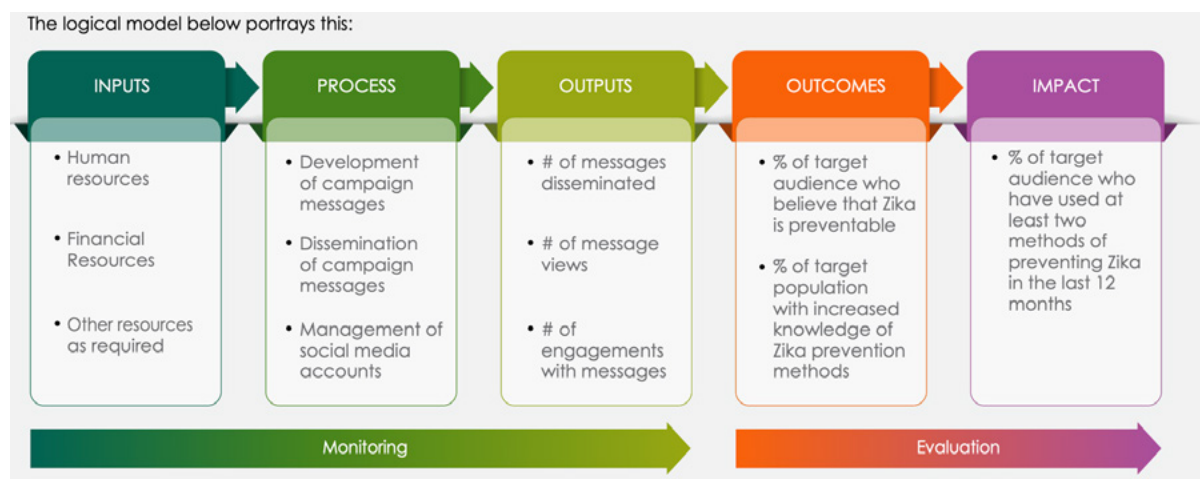 The logical model below portrays this:
INPUTS
PROCESS
OUTPUTS
OUTCOMES
IMPACT
• Human
resources
• Financial
Resources
• Other resources
as required
• Development
of campaign
messages
• Dissemination
of campaign
messages
• Management of
social media
accounts
• # of messages
disseminated
• # of message
views
• # of
engagements
with messages
• % of target
audience who
believe that Zika
is preventable
• % of target
population
with increased
knowledge of
Zika prevention
methods
• % of target
audience who
have used at
least two
methods of
preventing Zika
in the last 12
months
Monitoring
Evaluation